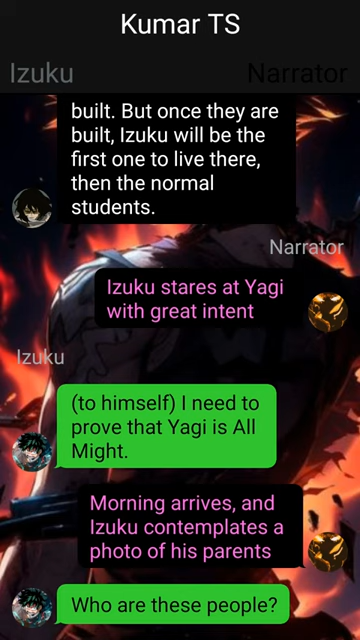 Kumar TS
Izuku
Narrator
built. But once they are
built, Izuku will be the
first one to live there,
then the normal
students.
Narrator
Izuku stares at Yagi
with great intent
Izuku
(to himself) I need to
prove that Yagi is All
Might.
Morning arrives, and
Izuku contemplates a
photo of his parents
Who are these people?